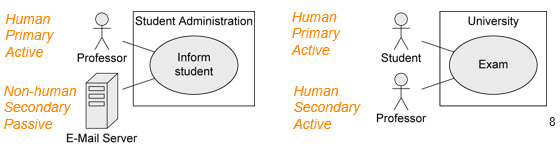 Human
Primary
Active
Student Administration
Professor
Inform
student
Non-human
Secondary
Passive
E-Mail Server
Human
Primary
Active
University
Student
Exam
Human
Secondary
Active
Professor
8